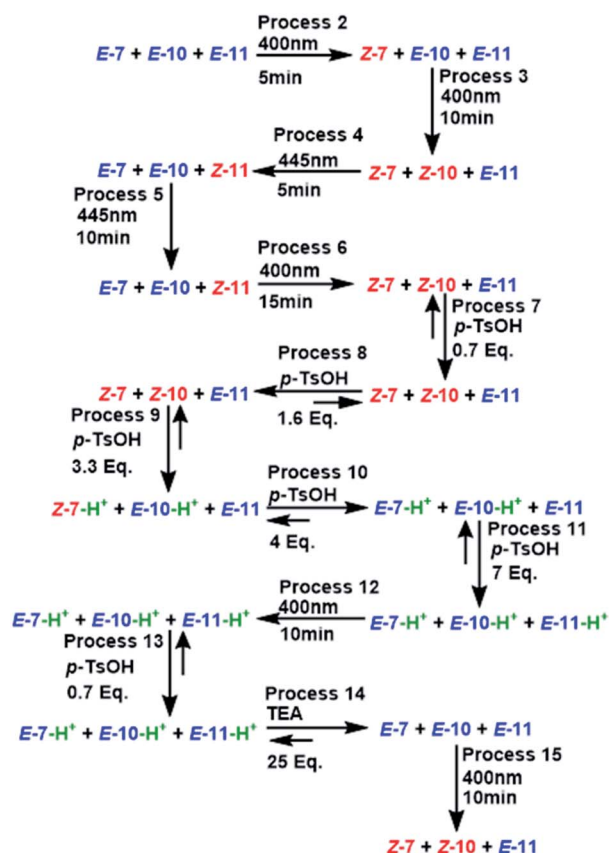 Process 2
400nm
E-7 + E-10 + E-11 Z-7 + E-10 + E-11
5min
Process 3
400nm
10min
Process 4
445nm
E-7 + E-10 + Z-11 Z-7 + Z-10 + E-11
5min
Process 5
445nm
10min
Process 6
400nm
E-7 + E-10 + Z-11 Z-7 + Z-10 + E-11
15min
Process 7
p-TsOH
0.7 Eq.
Process 8
p-TsOH
Z-7 + Z-10 + E-11 Z-7 + Z-10 + E-11
1.6 Eq.
Process 9
p-TsOH
3.3 Eq.
Process 10
p-TsOH
Z-7-H⁺ + E-10-H⁺ + E-11 E-7-H⁺ + E-10-H⁺ + E-11
4 Eq.
Process 11
p-TsOH
7 Eq.
Process 12
400nm
E-7-H⁺ + E-10-H⁺ + E-11-H⁺ E-7-H⁺ + E-10-H⁺ + E-11-H⁺
10min
Process 13
p-TsOH
0.7 Eq.
Process 14
TEA
E-7-H⁺ + E-10-H⁺ + E-11-H⁺ E-7 + E-10 + E-11
25 Eq.
Process 15
400nm
10min
Z-7 + Z-10 + E-11